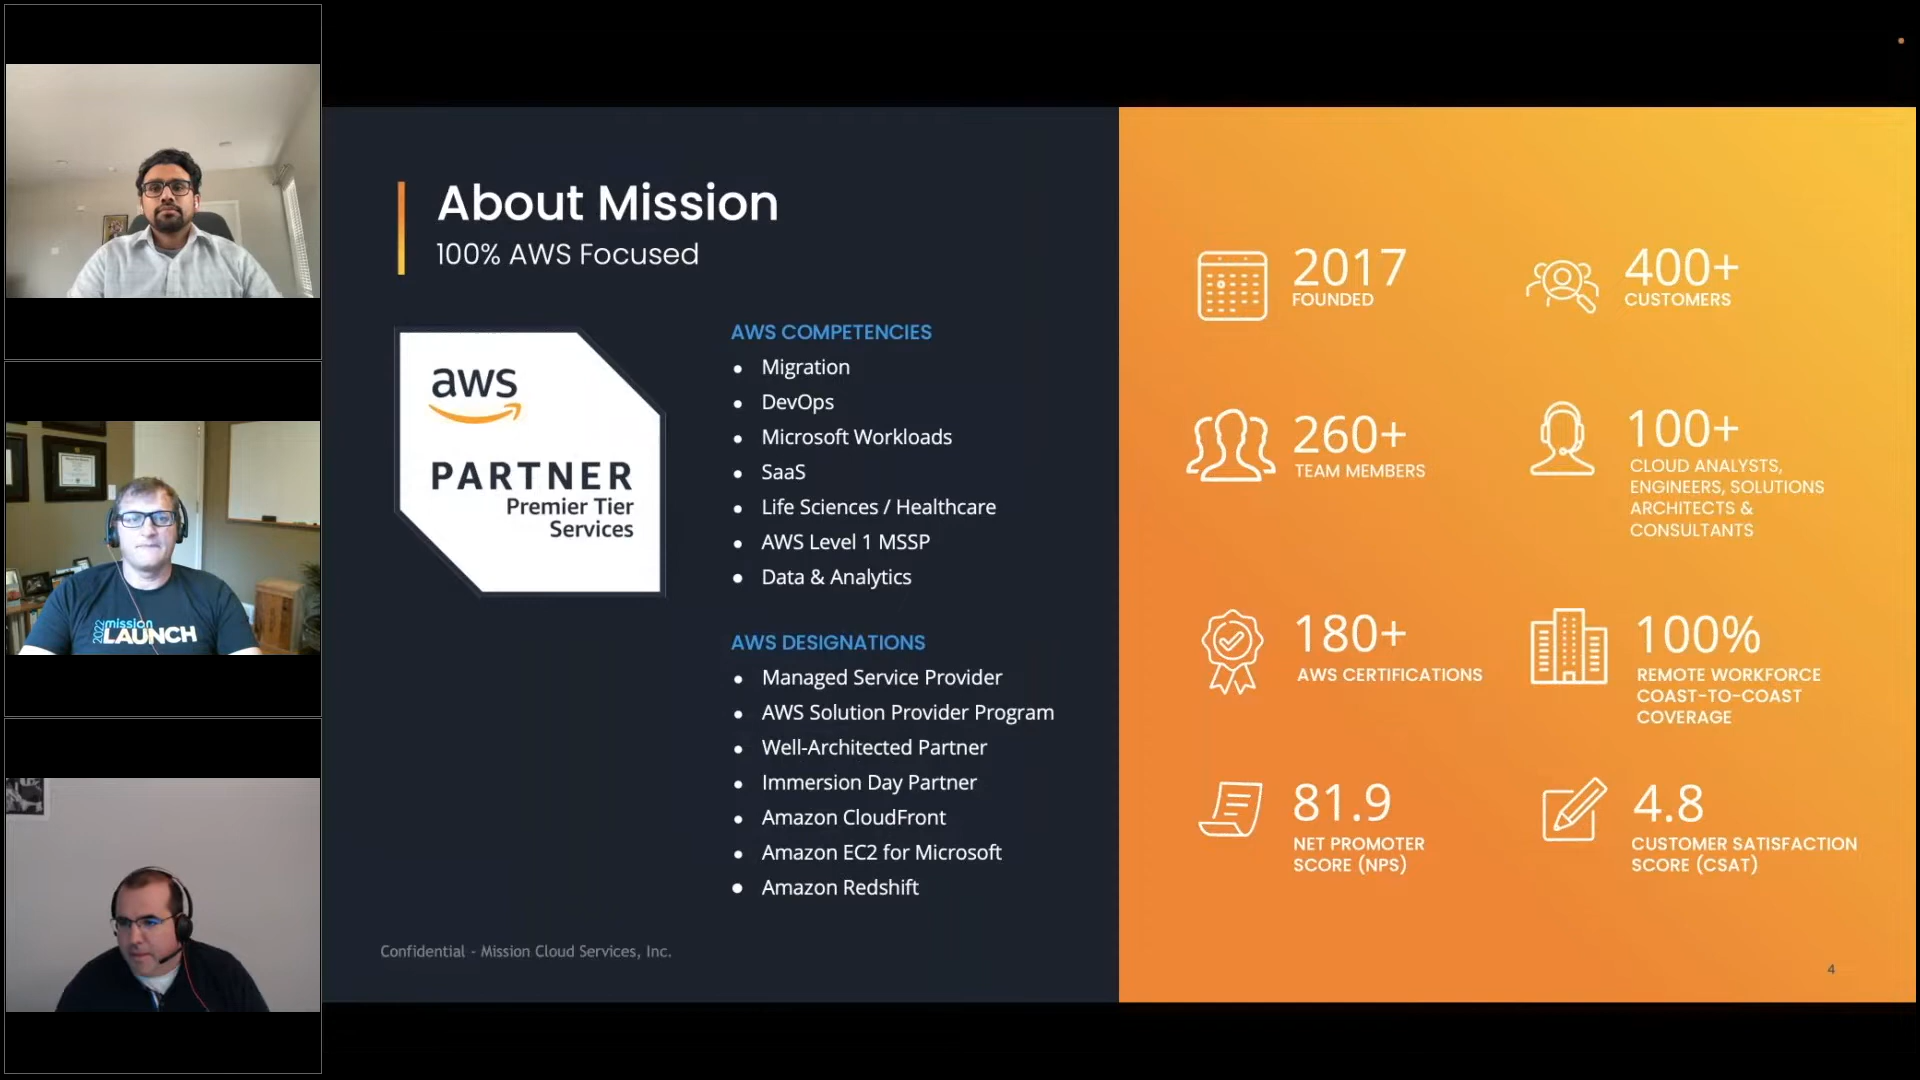 About Mission
100% AWS Focused
aws
PARTNER
Premier Tier
Services
AWS COMPETENCIES
• Migration
• DevOps
• Microsoft Workloads
• SaaS
• Life Sciences / Healthcare
• AWS Level 1 MSSP
• Data & Analytics
AWS DESIGNATIONS
• Managed Service Provider
• AWS Solution Provider Program
• Well-Architected Partner
• Immersion Day Partner
• Amazon CloudFront
• Amazon EC2 for Microsoft
• Amazon Redshift
Confidential - Mission Cloud Services, Inc.
2017
FOUNDED
400+
CUSTOMERS
260+
TEAM MEMBERS
100+
CLOUD ANALYSTS,
ENGINEERS, SOLUTIONS
ARCHITECTS &
CONSULTANTS
180+
AWS CERTIFICATIONS
100%
REMOTE WORKFORCE
COAST-TO-COAST
COVERAGE
81.9
NET PROMOTER
SCORE (NPS)
4.8
CUSTOMER SATISFACTION
SCORE (CSAT)
4
2022 mission
LAUNCH